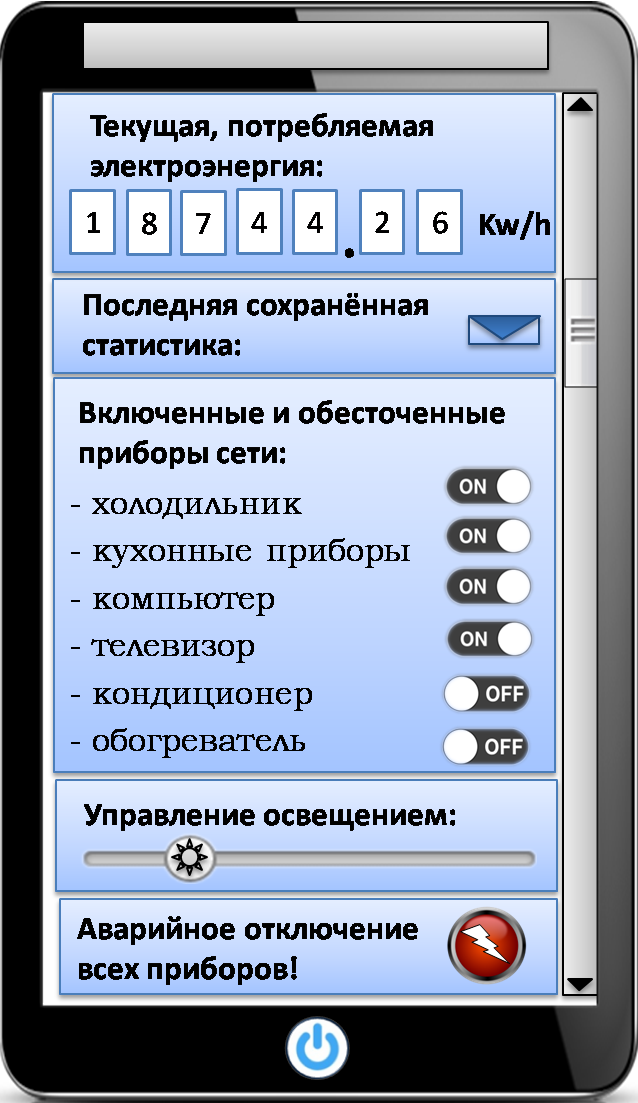 Текущая, потребляемая
электроэнергия:
1 8 7 4 4 . 2 6 Kw/h
Последняя сохранённая
статистика:
Включенные и обесточенные
приборы сети:
- холодильник ON
- кухонные приборы ON
- компьютер ON
- телевизор ON
- кондиционер OFF
- обогреватель OFF
Управление освещением:
Аварийное отключение
всех приборов!